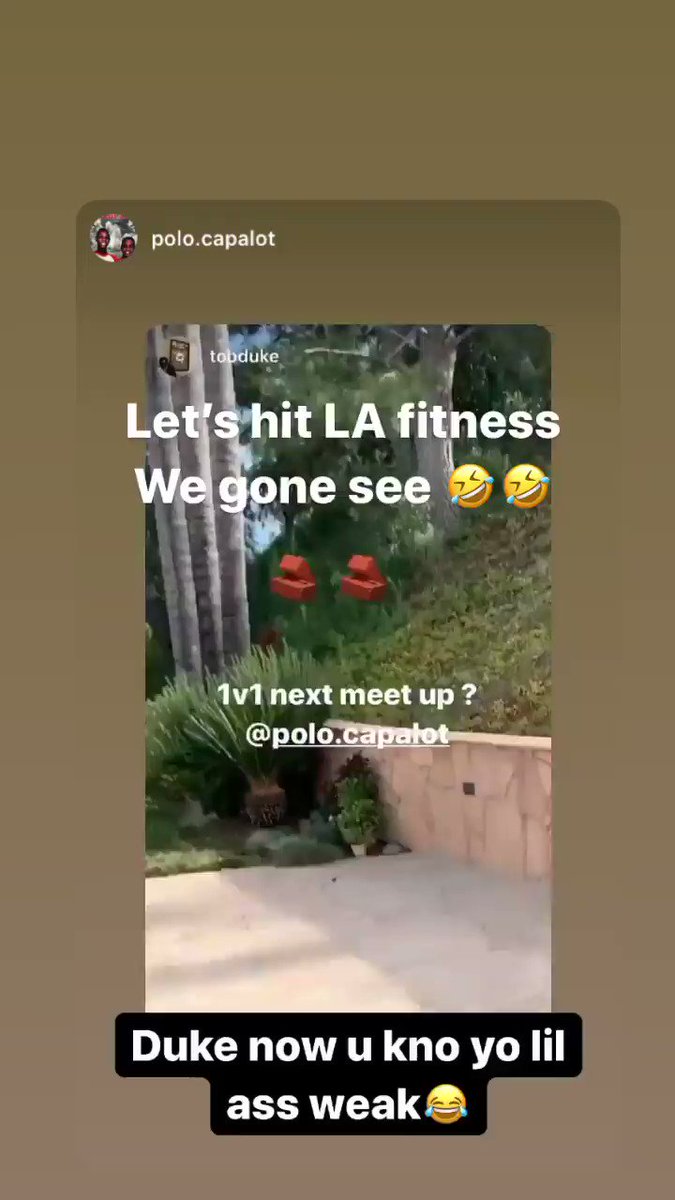 polo.capalot
tobduke
Let's hit LA fitness
We gone see 🤣🤣
1v1 next meet up ?
@polo.capalot
Duke now u kno yo lil
ass weak😂